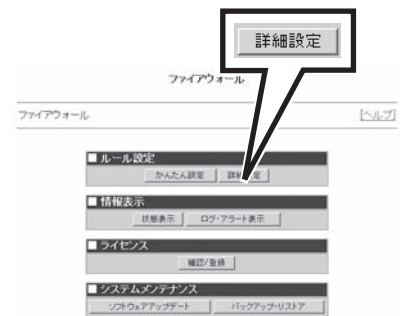 詳細設定
ファイアウォール
ファイアウォール [ヘルプ]
■ ルール設定
かんたん設定 詳細設定
■ 情報表示
状態表示 ログ・アラート表示
■ ライセンス
確認/登録
■ システムメンテナンス
ソフトウェアアップデート バックアップ・リストア